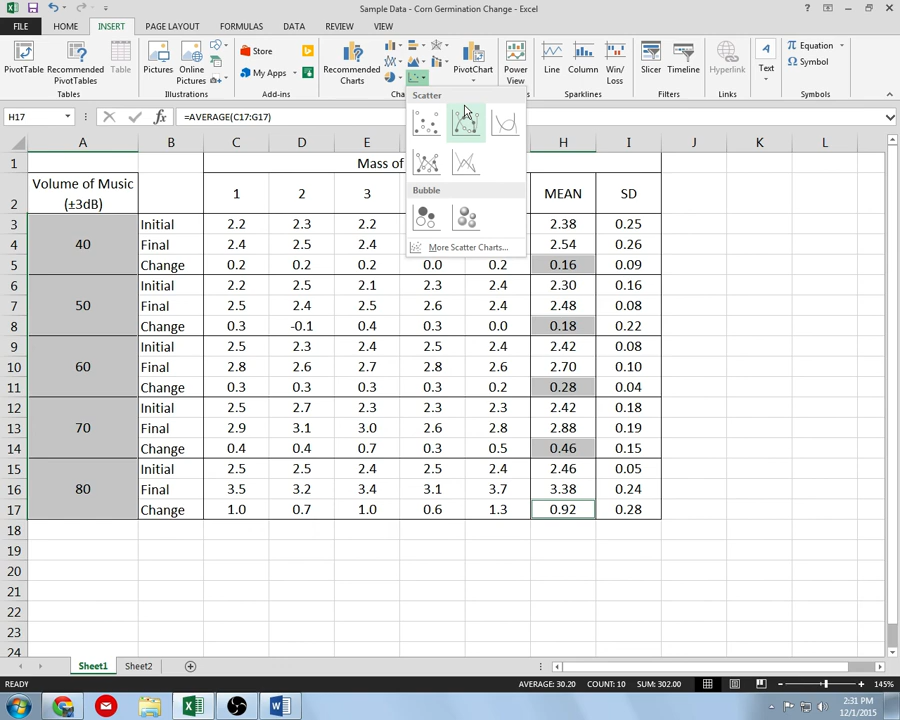 Sample Data - Corn Germination Change - Excel
FILE HOME INSERT PAGE LAYOUT FORMULAS DATA REVIEW VIEW
PivotTable Recommended PivotTables Table
Tables
Pictures Online Pictures
Illustrations
Store
My Apps
Add-ins
Recommended Charts
PivotChart
Power View
Line Column Win/Loss
Sparklines
Slicer Timeline
Filters
Hyperlink
Links
Text
Equation
Symbol
Symbols
H17 fx =AVERAGE(C17:G17)
Scatter
Bubble
More Scatter Charts...
A B C D E H I J K L
1 Mass of
2 Volume of Music (±3dB) 1 2 3 MEAN SD
3 Initial 2.2 2.3 2.2 2.38 0.25
4 40 Final 2.4 2.5 2.4 2.54 0.26
5 Change 0.2 0.2 0.2 0.0 0.2 0.16 0.09
6 Initial 2.2 2.5 2.1 2.3 2.4 2.30 0.16
7 50 Final 2.5 2.4 2.5 2.6 2.4 2.48 0.08
8 Change 0.3 -0.1 0.4 0.3 0.0 0.18 0.22
9 Initial 2.5 2.3 2.4 2.5 2.4 2.42 0.08
10 60 Final 2.8 2.6 2.7 2.8 2.6 2.70 0.10
11 Change 0.3 0.3 0.3 0.3 0.2 0.28 0.04
12 Initial 2.5 2.7 2.3 2.3 2.3 2.42 0.18
13 70 Final 2.9 3.1 3.0 2.6 2.8 2.88 0.19
14 Change 0.4 0.4 0.7 0.3 0.5 0.46 0.15
15 Initial 2.5 2.5 2.4 2.5 2.4 2.46 0.05
16 80 Final 3.5 3.2 3.4 3.1 3.7 3.38 0.24
17 Change 1.0 0.7 1.0 0.6 1.3 0.92 0.28
18
19
20
21
22
23
24
Sheet1 Sheet2
READY AVERAGE: 30.20 COUNT: 10 SUM: 302.00 145%
2:31 PM
12/1/2015